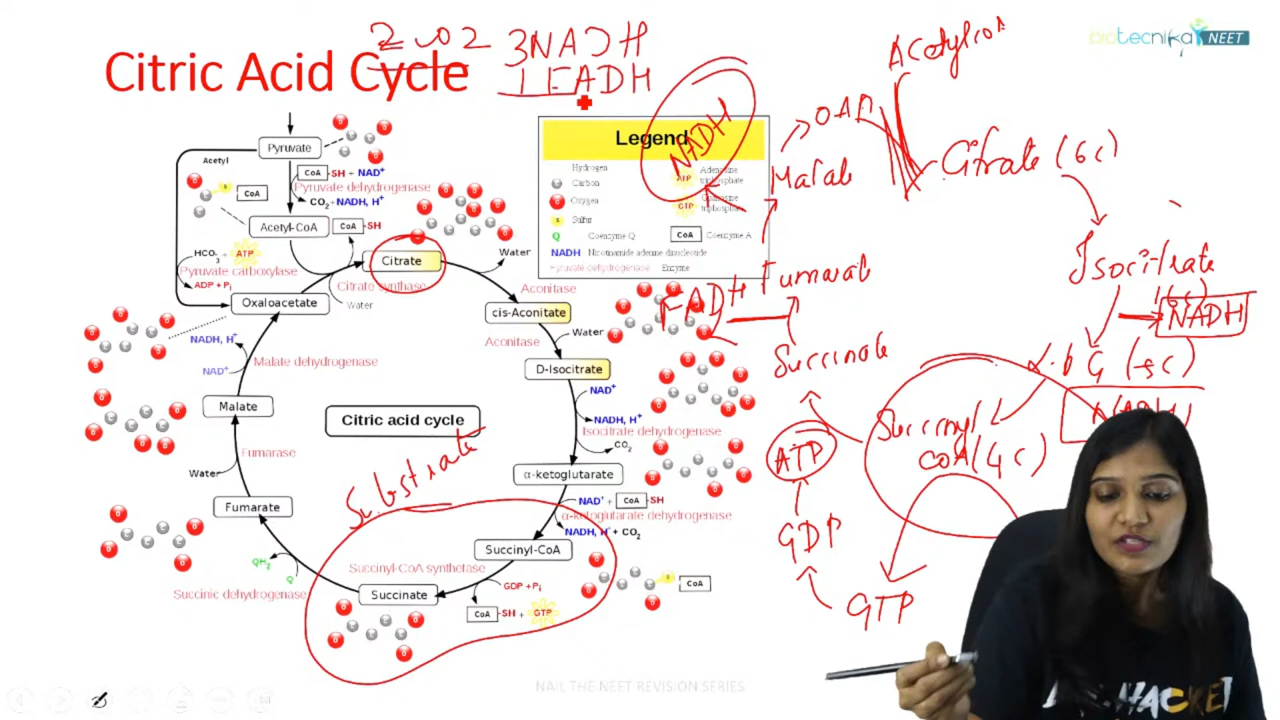 2 CO2
3NADH
1 FADH
Citric Acid Cycle
biotecnika NEET
Pyruvate
Acetyl
CoA -SH + NAD+
Pyruvate dehydrogenase
CO2 + NADH, H+
CoA
Acetyl-CoA
CoA -SH
HCO3- + ATP
Pyruvate carboxylase
ADP + Pi
Oxaloacetate
Citrate
Citrate synthase
Water
Water
Aconitase
cis-Aconitate
Aconitase
Water
D-Isocitrate
NAD+
NADH, H+
Isocitrate dehydrogenase
CO2
α-ketoglutarate
NAD+ + CoA -SH
α-ketoglutarate dehydrogenase
NADH, H+ + CO2
Succinyl-CoA
Succinyl-CoA synthetase
GDP + Pi
CoA -SH + GTP
CoA
Succinate
QH2
Q
Succinic dehydrogenase
Fumarate
Water
Fumarase
Malate
NADH, H+
NAD+
Malate dehydrogenase
Citric acid cycle
Substrate
Legend
Hydrogen
Carbon
Oxygen
Sulfur
Q Coenzyme Q
NADH Nicotinamide adenine dinucleotide
Pyruvate dehydrogenase Enzyme
ATP Adenosine triphosphate
GTP Guanosine triphosphate
CoA Coenzyme A
NADH
OAA
Citrate (6C)
Malate
Isocitrate
NADH
Fumarate
FADH
Succinate
Succinyl
CoA (4C)
ATP
GDP
GTP
NAIL THE NEET REVISION SERIES